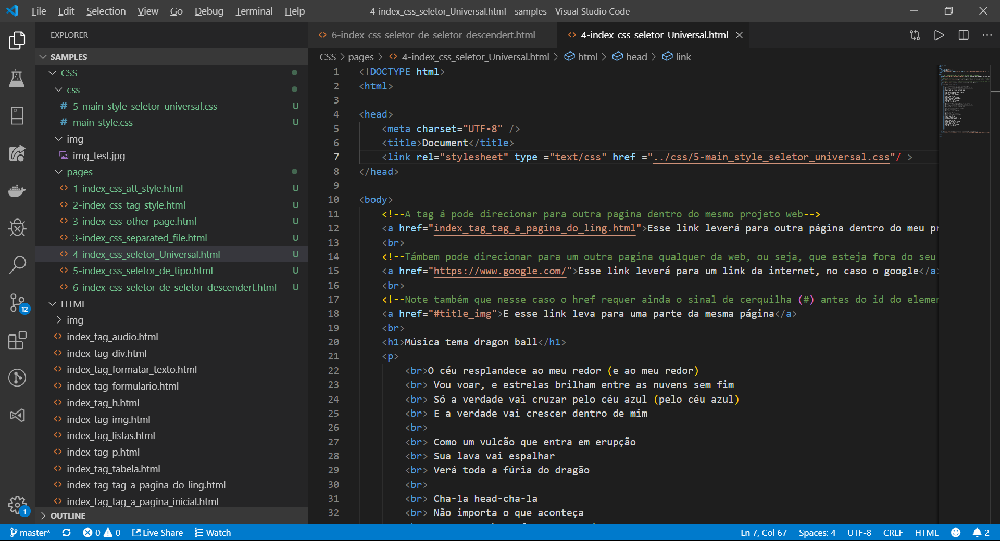 File Edit Selection View Go Debug Terminal Help
4-index_css_seletor_Universal.html - samples - Visual Studio Code
EXPLORER
SAMPLES
CSS
css
5-main_style_seletor_universal.css U
main_style.css U
img
img_test.jpg
pages
1-index_css_att_style.html U
2-index_css_tag_style.html U
3-index_css_other_page.html U
3-index_css_separated_file.html U
4-index_css_seletor_Universal.html U
5-index_css_seletor_de_tipo.html U
6-index_css_seletor_de_seletor_descendert.html U
HTML
img
index_tag_audio.html
index_tag_div.html
index_tag_formatar_texto.html
index_tag_formulario.html
index_tag_h.html
index_tag_img.html
index_tag_listas.html
index_tag_p.html
index_tag_tabela.html
index_tag_tag_a_pagina_do_ling.html
index_tag_tag_a_pagina_inicial.html
OUTLINE
12
1
6-index_css_seletor_de_seletor_descendert.html
4-index_css_seletor_Universal.html
CSS > pages > 4-index_css_seletor_Universal.html > html > head > link
1 <!DOCTYPE html>
2 <html>
3
4 <head>
5 <meta charset="UTF-8" />
6 <title>Document</title>
7 <link rel="stylesheet" type ="text/css" href ="../css/5-main_style_seletor_universal.css"/ >
8 </head>
9
10 <body>
11 <!--A tag á pode direcionar para outra pagina dentro do mesmo projeto web-->
12 <a href="index_tag_tag_a_pagina_do_ling.html">Esse link leverá para outra página dentro do meu pr
13 <br>
14 <!--Támbem pode direcionar para um outra pagina qualquer da web, ou seja, que esteja fora do seu
15 <a href="https://www.google.com/">Esse link leverá para um link da internet, no caso o google</a>
16 <br>
17 <!--Note também que nesse caso o href requer ainda o sinal de cerquilha (#) antes do id do elemen
18 <a href="#title_img">E esse link leva para uma parte da mesma página</a>
19 <br>
20 <h1>Música tema dragon ball</h1>
21 <p>
22 <br>O céu resplandece ao meu redor (e ao meu redor)
23 <br> Vou voar, e estrelas brilham entre as nuvens sem fim
24 <br> Só a verdade vai cruzar pelo céu azul (pelo céu azul)
25 <br> E a verdade vai crescer dentro de mim
26 <br>
27 <br> Como um vulcão que entra em erupção
28 <br> Sua lava vai espalhar
29 <br> Verá toda a fúria do dragão
30 <br>
31 <br> Cha-la head-cha-la
32 <br> Não importa o que aconteça
master* 0 0 Live Share Watch
Ln 7, Col 67 Spaces: 4 UTF-8 CRLF HTML 2